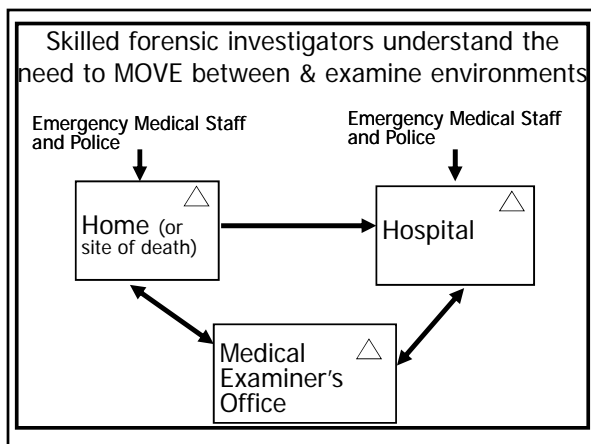 Skilled forensic investigators understand the
need to MOVE between & examine environments
Emergency Medical Staff
and Police
Emergency Medical Staff
and Police
Home (or
site of death)
Hospital
Medical
Examiner's
Office